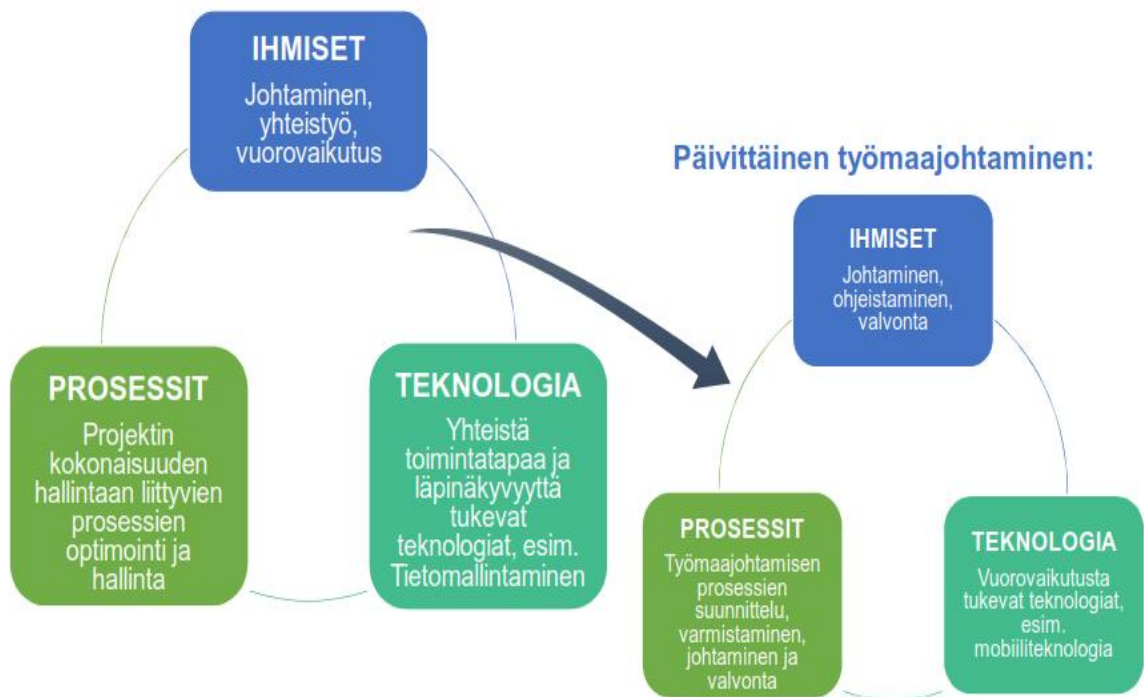 IHMISET
Johtaminen,
yhteistyö,
vuorovaikutus
PROSESSIT
Projektin
kokonaisuuden
hallintaan liittyvien
prosessien
optimointi ja
hallinta
TEKNOLOGIA
Yhteistä
toimintatapaa ja
läpinäkyvyyttä
tukevat
teknologiat, esim.
Tietomallintaminen
Päivittäinen työmaajohtaminen:
IHMISET
Johtaminen,
ohjeistaminen,
valvonta
PROSESSIT
Työmaajohtamisen
prosessien
suunnittelu,
varmistaminen,
johtaminen ja
valvonta
TEKNOLOGIA
Vuorovaikutusta
tukevat teknologiat,
esim.
mobiiliteknologia